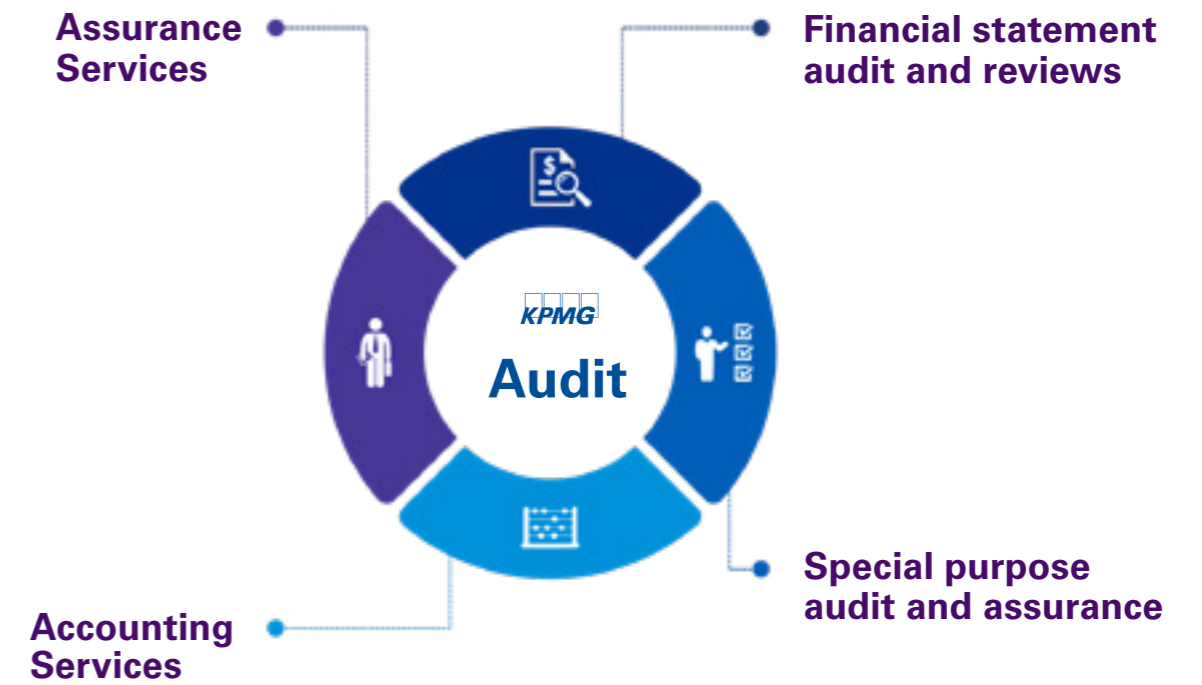 Assurance
Services
Financial statement
audit and reviews
$
KPMG
Audit
Special purpose
audit and assurance
Accounting
Services